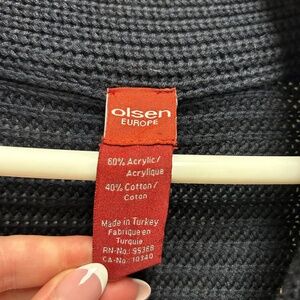 olsen
EUROPE
60% Acrylic/
Acrylique
40% Cotton/
Coton
Made in Turkey
Fabrique en
Turquie
RN-No.: 95368
CA-No.: 10340